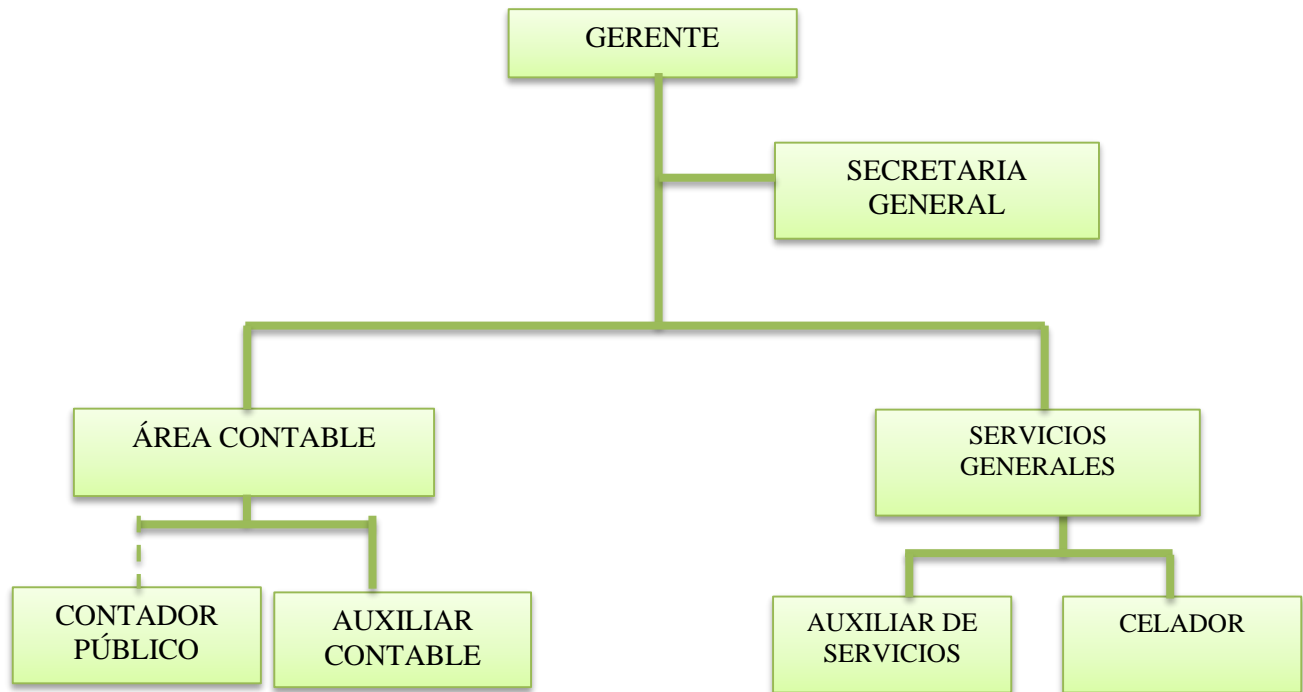 GERENTE
SECRETARIA
GENERAL
ÁREA CONTABLE
SERVICIOS
GENERALES
CONTADOR
PÚBLICO
AUXILIAR
CONTABLE
AUXILIAR DE
SERVICIOS
CELADOR